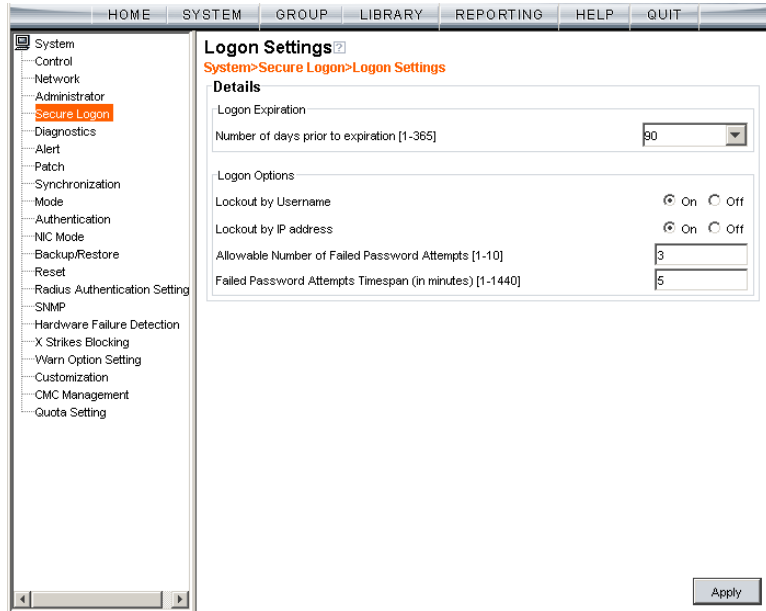 HOME SYSTEM GROUP LIBRARY REPORTING HELP QUIT
System
Control
Network
Administrator
Secure Logon
Diagnostics
Alert
Patch
Synchronization
Mode
Authentication
NIC Mode
Backup/Restore
Reset
Radius Authentication Setting
SNMP
Hardware Failure Detection
X Strikes Blocking
Warn Option Setting
Customization
CMC Management
Quota Setting
Logon Settings ?
System>Secure Logon>Logon Settings
Details
Logon Expiration
Number of days prior to expiration [1-365] 90
Logon Options
Lockout by Username On Off
Lockout by IP address On Off
Allowable Number of Failed Password Attempts [1-10] 3
Failed Password Attempts Timespan (in minutes) [1-1440] 5
Apply